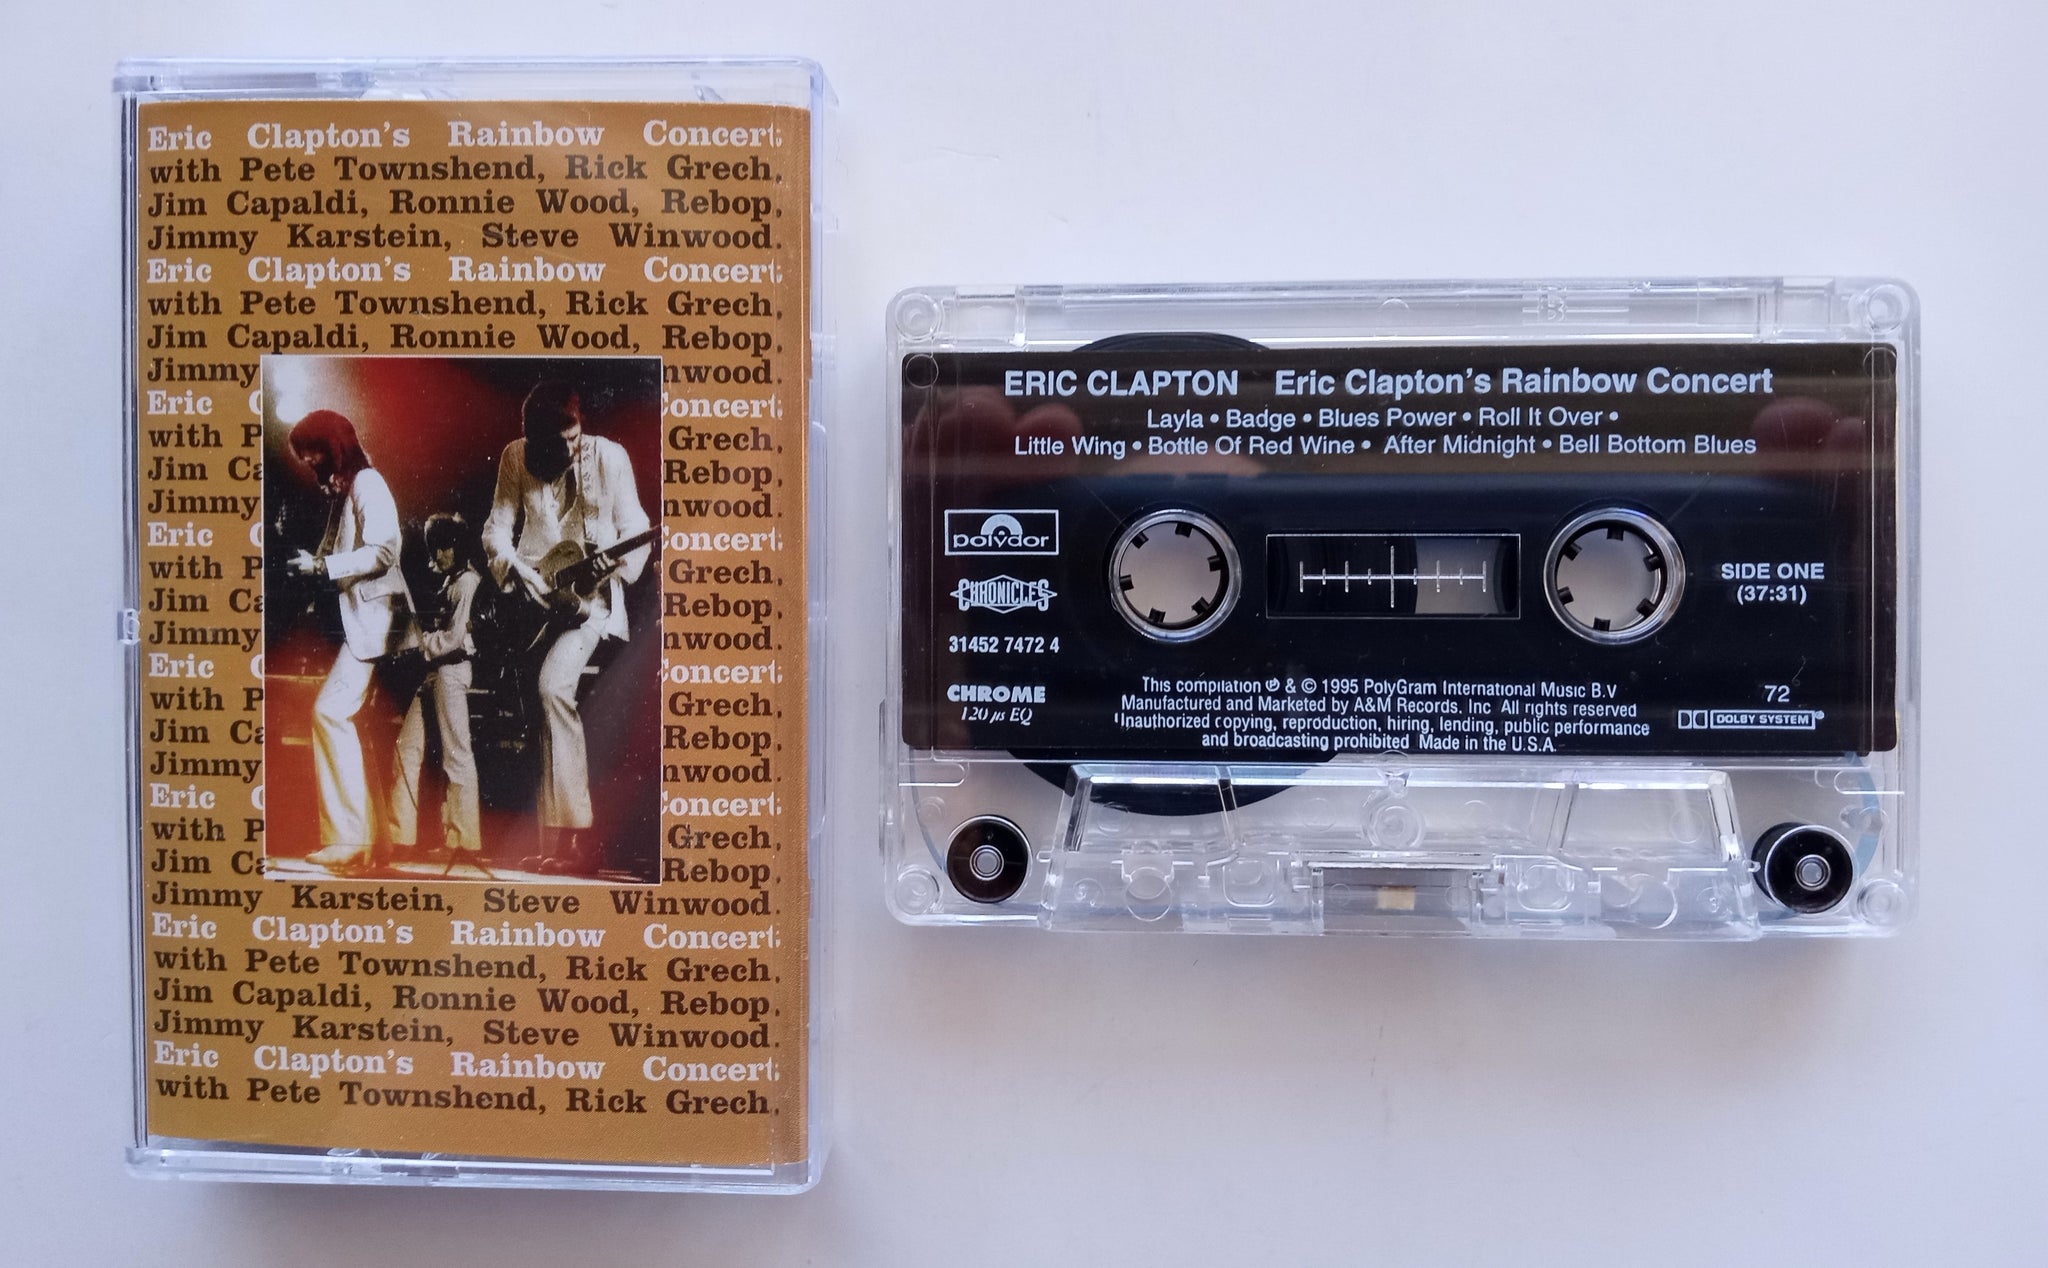 Eric Clapton's Rainbow Concert;
with Pete Townshend, Rick Grech,
Jim Capaldi, Ronnie Wood, Rebop,
Jimmy Karstein, Steve Winwood.
Eric Clapton's Rainbow Concert;
with Pete Townshend, Rick Grech,
Jim Capaldi, Ronnie Wood, Rebop,
Jimmy nwood.
Eric C Concert;
with P Grech,
Jim Ca Rebop,
Jimmy nwood.
Eric C Concert;
with P Grech,
Jim Ca Rebop,
Jimmy nwood.
Eric C Concert;
with P Grech,
Jim Ca Rebop,
Jimmy nwood.
Eric C Concert;
with P Grech,
Jim Ca Rebop,
Jimmy Karstein, Steve Winwood.
Eric Clapton's Rainbow Concert;
with Pete Townshend, Rick Grech,
Jim Capaldi, Ronnie Wood, Rebop,
Jimmy Karstein, Steve Winwood.
Eric Clapton's Rainbow Concert;
with Pete Townshend, Rick Grech,
ERIC CLAPTON Eric Clapton's Rainbow Concert
Layla • Badge • Blues Power • Roll It Over •
Little Wing • Bottle Of Red Wine • After Midnight • Bell Bottom Blues
polydor
CHRONICLES
31452 7472 4
CHROME
120 µs EQ
SIDE ONE
(37:31)
This compilation ℗ & © 1995 PolyGram International Music B.V
Manufactured and Marketed by A&M Records, Inc All rights reserved
Unauthorized copying, reproduction, hiring, lending, public performance
and broadcasting prohibited Made in the U.S.A.
72
DOLBY SYSTEM®